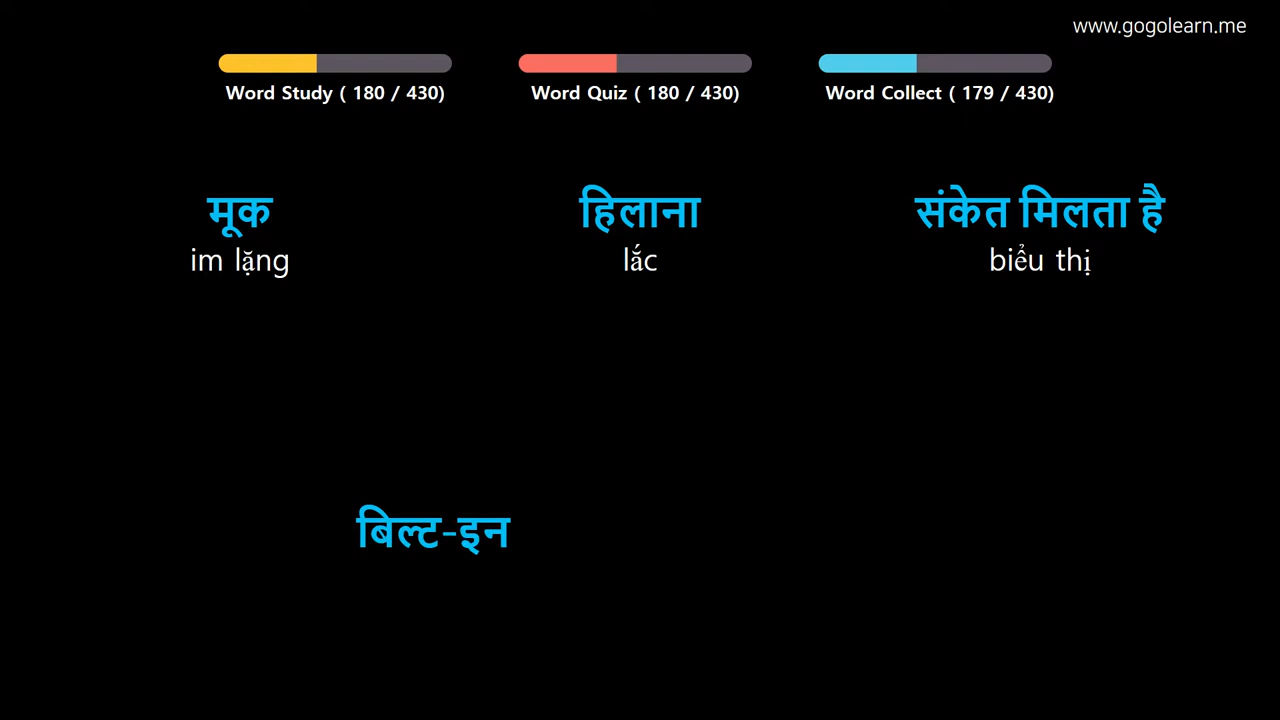 www.gogolearn.me
Word Study ( 180 / 430)
Word Quiz ( 180 / 430)
Word Collect ( 179 / 430)
मूक
हिलाना
संकेत मिलता है
im lặng
lắc
biểu thị
बिल्ट-इन